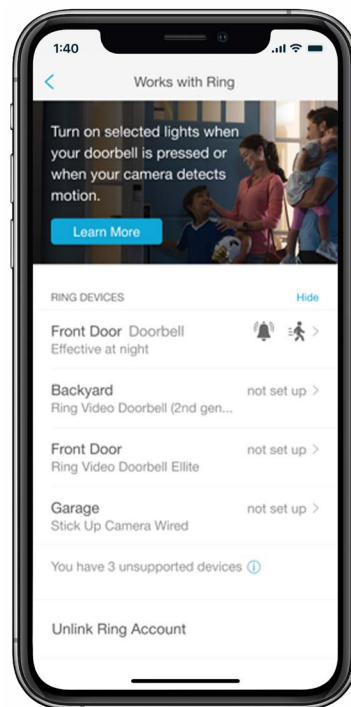 1:40
Works with Ring
Turn on selected lights when
your doorbell is pressed or
when your camera detects
motion.
Learn More
RING DEVICES Hide
Front Door Doorbell
Effective at night
Backyard not set up
Ring Video Doorbell (2nd gen...
Front Door not set up
Ring Video Doorbell Ellite
Garage not set up
Stick Up Camera Wired
You have 3 unsupported devices
Unlink Ring Account